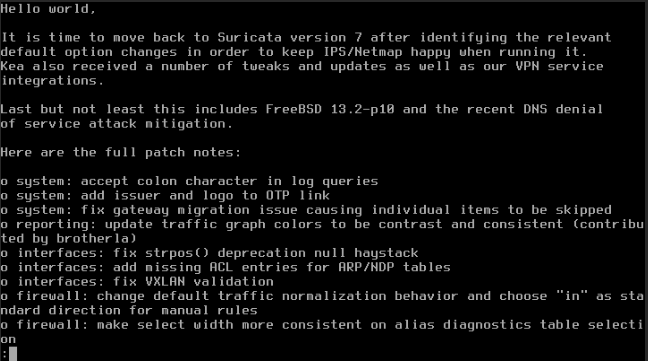 Hello world,
It is time to move back to Suricata version 7 after identifying the relevant
default option changes in order to keep IPS/Netmap happy when running it.
Kea also received a number of tweaks and updates as well as our VPN service
integrations.
Last but not least this includes FreeBSD 13.2-p10 and the recent DNS denial
of service attack mitigation.
Here are the full patch notes:
o system: accept colon character in log queries
o system: add issuer and logo to OTP link
o system: fix gateway migration issue causing individual items to be skipped
o reporting: update traffic graph colors to be contrast and consistent (contribu
ted by brotherla)
o interfaces: fix strpos() deprecation null haystack
o interfaces: add missing ACL entries for ARP/NDP tables
o interfaces: fix VXLAN validation
o firewall: change default traffic normalization behavior and choose "in" as sta
ndard direction for manual rules
o firewall: make select width more consistent on alias diagnostics table selecti
on
: